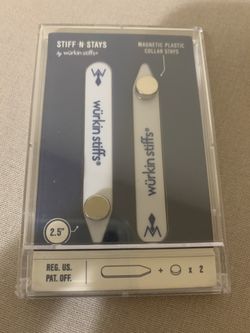 STIFF N STAYS
by würkin stiffs®
MAGNETIC PLASTIC
COLLAR STAYS
würkin stiffs®
würkin stiffs®
2.5"
REG. US.
PAT. OFF.
+
x 2